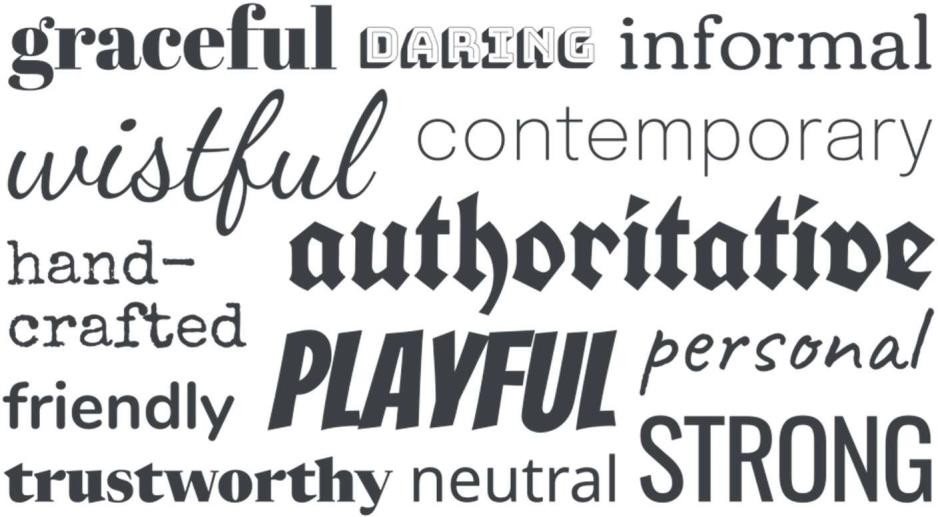 graceful DARING informal
wistful contemporary
authoritative
hand-
crafted
PLAYFUL personal
friendly
trustworthy neutral STRONG